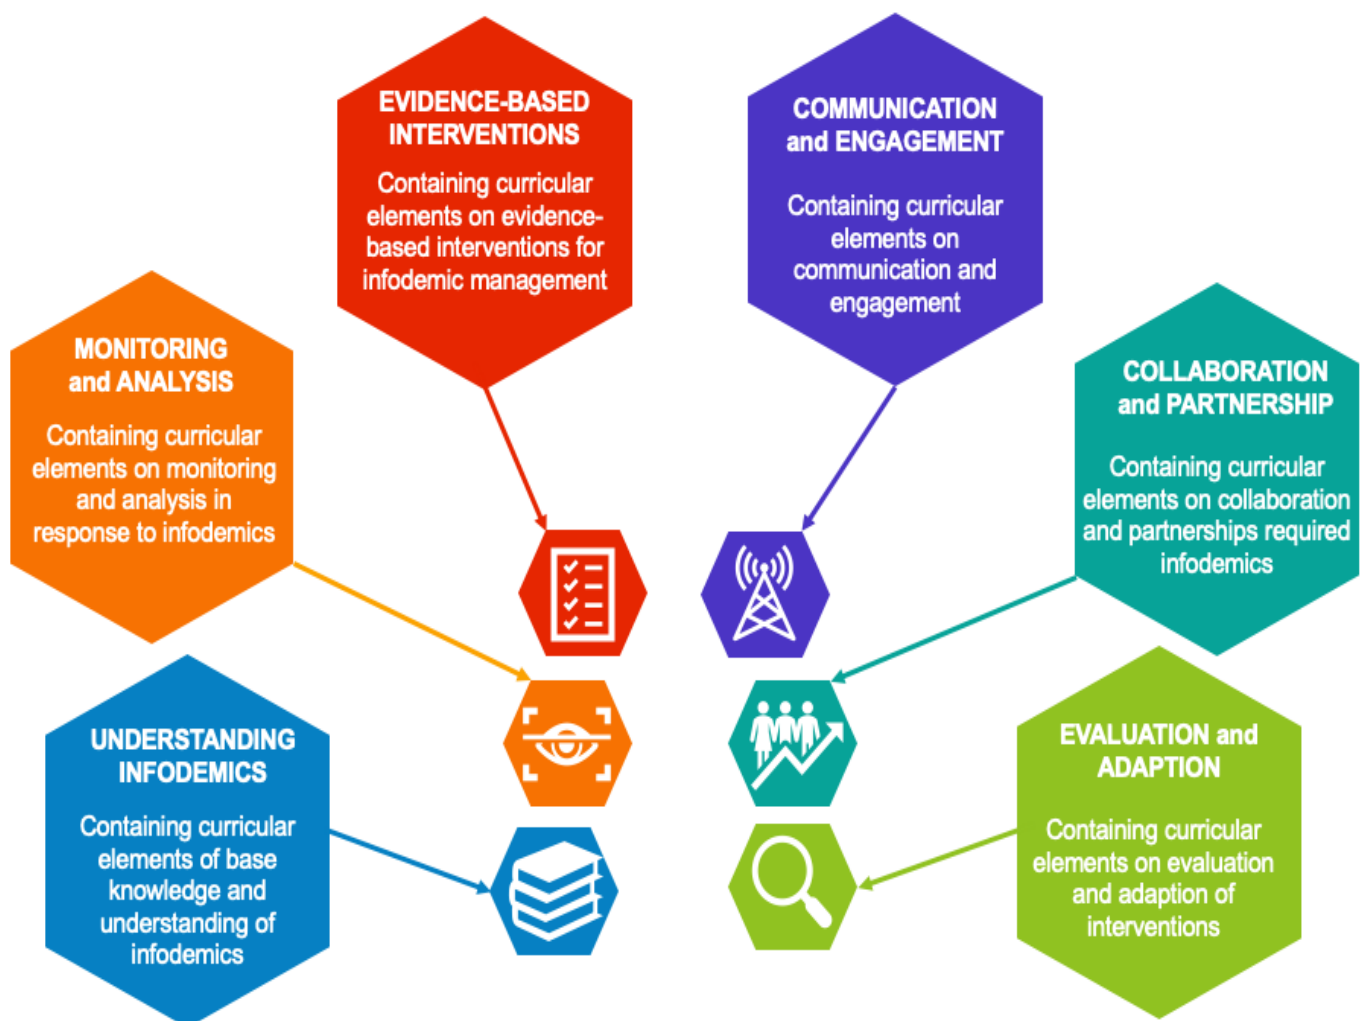 EVIDENCE-BASED
INTERVENTIONS
Containing curricular
elements on evidence-
based interventions for
infodemic management
COMMUNICATION
and ENGAGEMENT
Containing curricular
elements on
communication and
engagement
MONITORING
and ANALYSIS
Containing curricular
elements on monitoring
and analysis in
response to infodemics
COLLABORATION
and PARTNERSHIP
Containing curricular
elements on collaboration
and partnerships required
infodemics
UNDERSTANDING
INFODEMICS
Containing curricular
elements of base
knowledge and
understanding of
infodemics
EVALUATION and
ADAPTION
Containing curricular
elements on evaluation
and adaption of
interventions